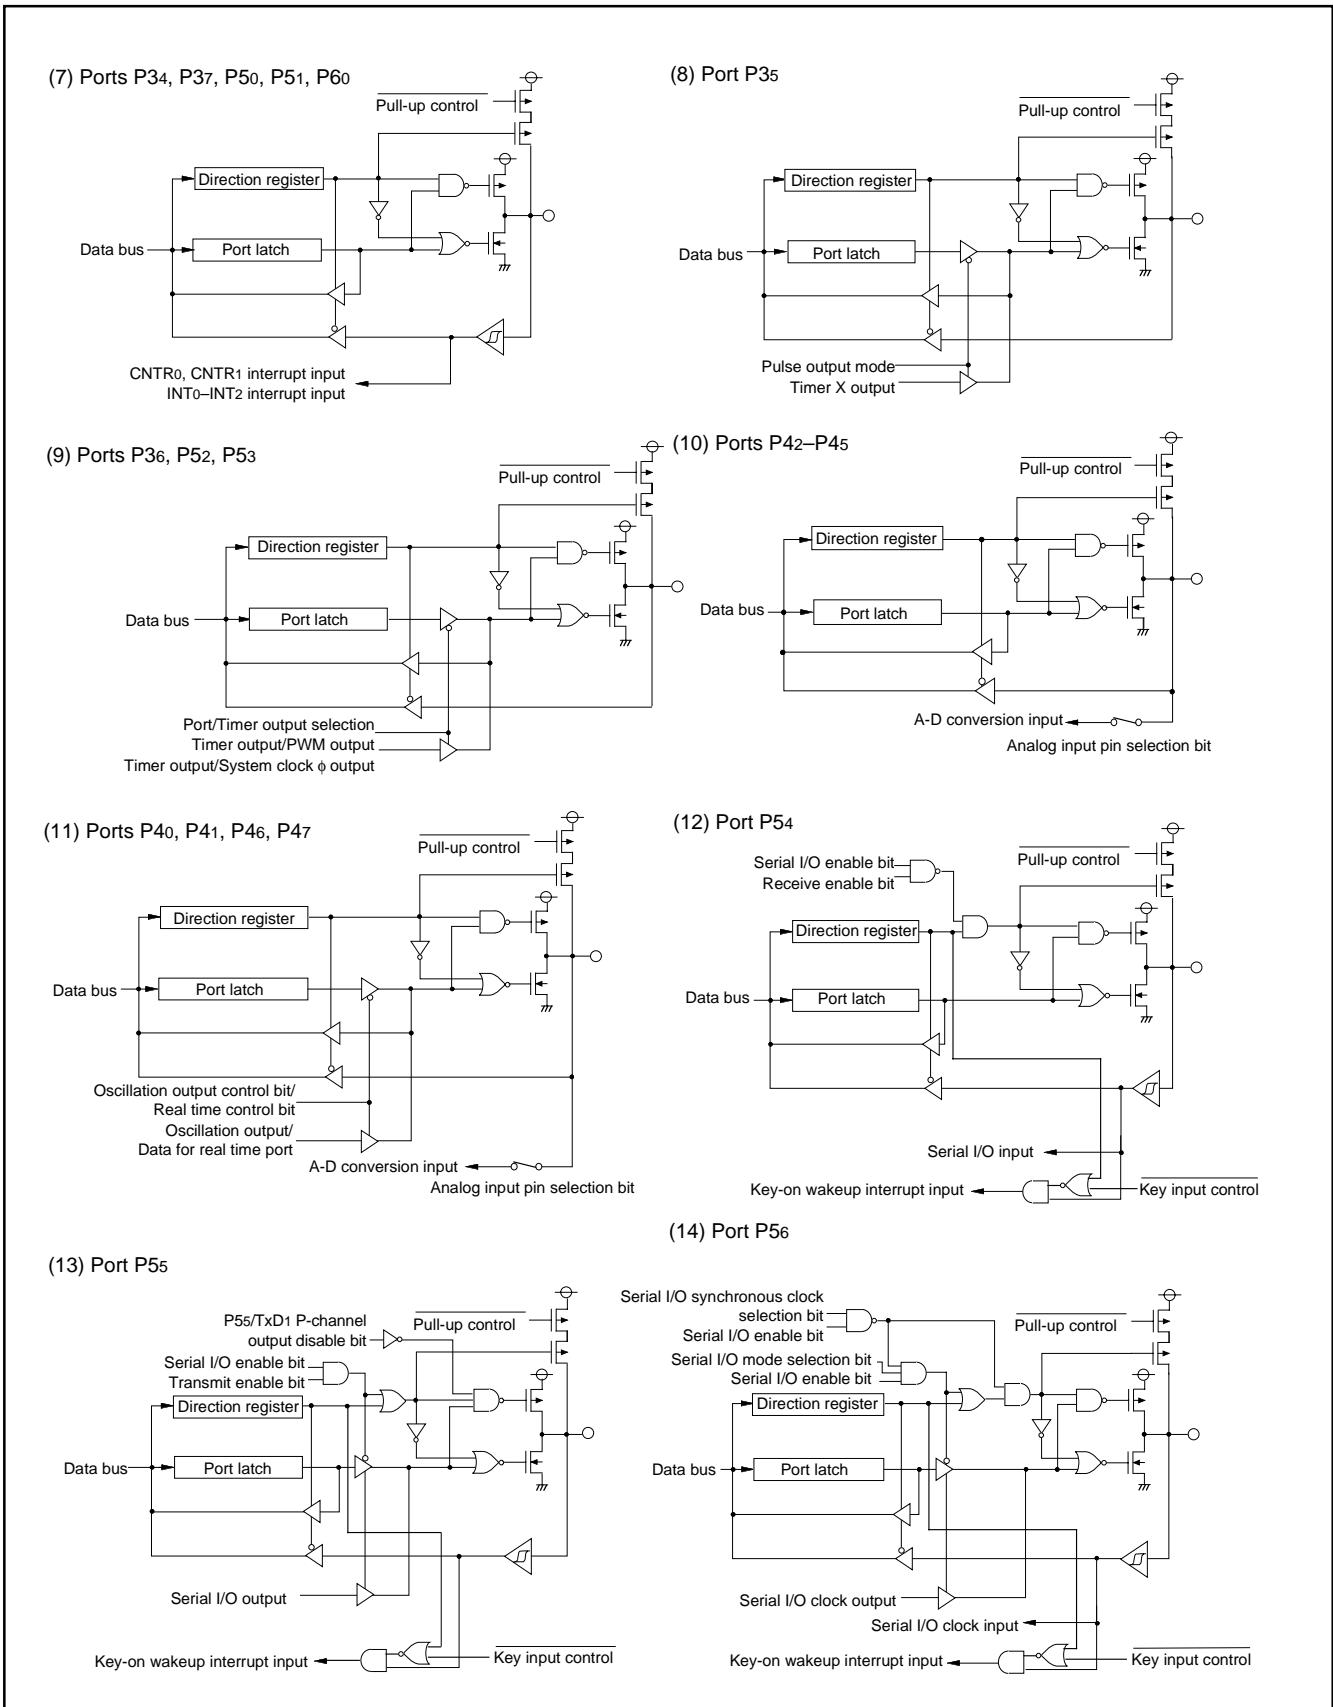 (7) Ports P34, P37, P50, P51, P60
Pull-up control
Direction register
Data bus
Port latch
CNTR0, CNTR1 interrupt input
INT0–INT2 interrupt input
(8) Port P35
Pull-up control
Direction register
Data bus
Port latch
Pulse output mode
Timer X output
(9) Ports P36, P52, P53
Pull-up control
Direction register
Data bus
Port latch
Port/Timer output selection
Timer output/PWM output
Timer output/System clock ϕ output
(10) Ports P42–P45
Pull-up control
Direction register
Data bus
Port latch
A-D conversion input
Analog input pin selection bit
(11) Ports P40, P41, P46, P47
Pull-up control
Direction register
Data bus
Port latch
Oscillation output control bit/
Real time control bit
Oscillation output/
Data for real time port
A-D conversion input
Analog input pin selection bit
(12) Port P54
Pull-up control
Serial I/O enable bit
Receive enable bit
Direction register
Data bus
Port latch
Serial I/O input
Key-on wakeup interrupt input
Key input control
(13) Port P55
P55/TxD1 P-channel
output disable bit
Pull-up control
Serial I/O enable bit
Transmit enable bit
Direction register
Data bus
Port latch
Serial I/O output
Key-on wakeup interrupt input
Key input control
(14) Port P56
Serial I/O synchronous clock
selection bit
Serial I/O enable bit
Pull-up control
Serial I/O mode selection bit
Serial I/O enable bit
Direction register
Data bus
Port latch
Serial I/O clock output
Serial I/O clock input
Key-on wakeup interrupt input
Key input control